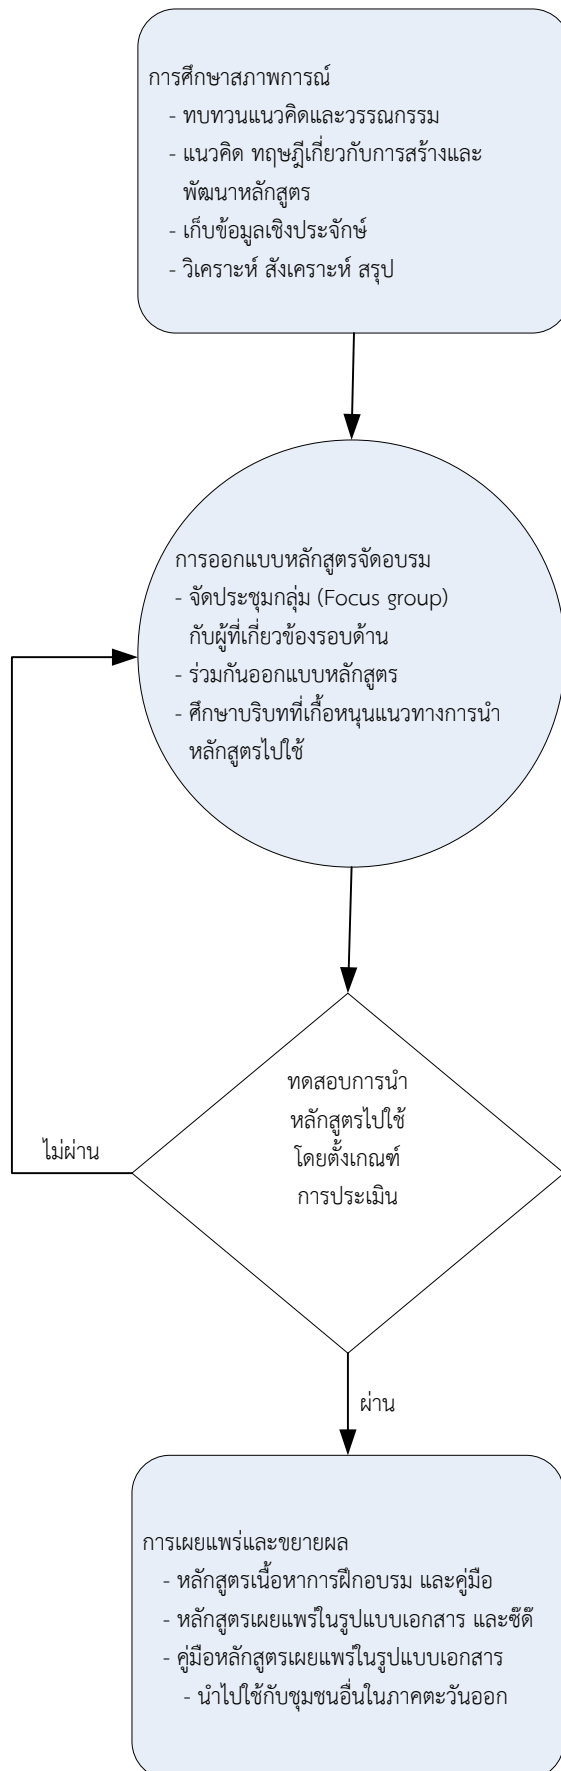 การศึกษาสภาพการณ์
- ทบทวนแนวคิดและวรรณกรรม
- แนวคิด ทฤษฎีเกี่ยวกับการสร้างและ
พัฒนาหลักสูตร
- เก็บข้อมูลเชิงประจักษ์
- วิเคราะห์ สังเคราะห์ สรุป
การออกแบบหลักสูตรจัดอบรม
- จัดประชุมกลุ่ม (Focus group)
กับผู้ที่เกี่ยวข้องรอบด้าน
- ร่วมกันออกแบบหลักสูตร
- ศึกษาบริบทที่เกื้อหนุนแนวทางการนำ
หลักสูตรไปใช้
ทดสอบการนำ
หลักสูตรไปใช้
โดยตั้งเกณฑ์
การประเมิน
ไม่ผ่าน
ผ่าน
การเผยแพร่และขยายผล
- หลักสูตรเนื้อหาการฝึกอบรม และคู่มือ
- หลักสูตรเผยแพร่ในรูปแบบเอกสาร และซีดี
- คู่มือหลักสูตรเผยแพร่ในรูปแบบเอกสาร
- นำไปใช้กับชุมชนอื่นในภาคตะวันออก